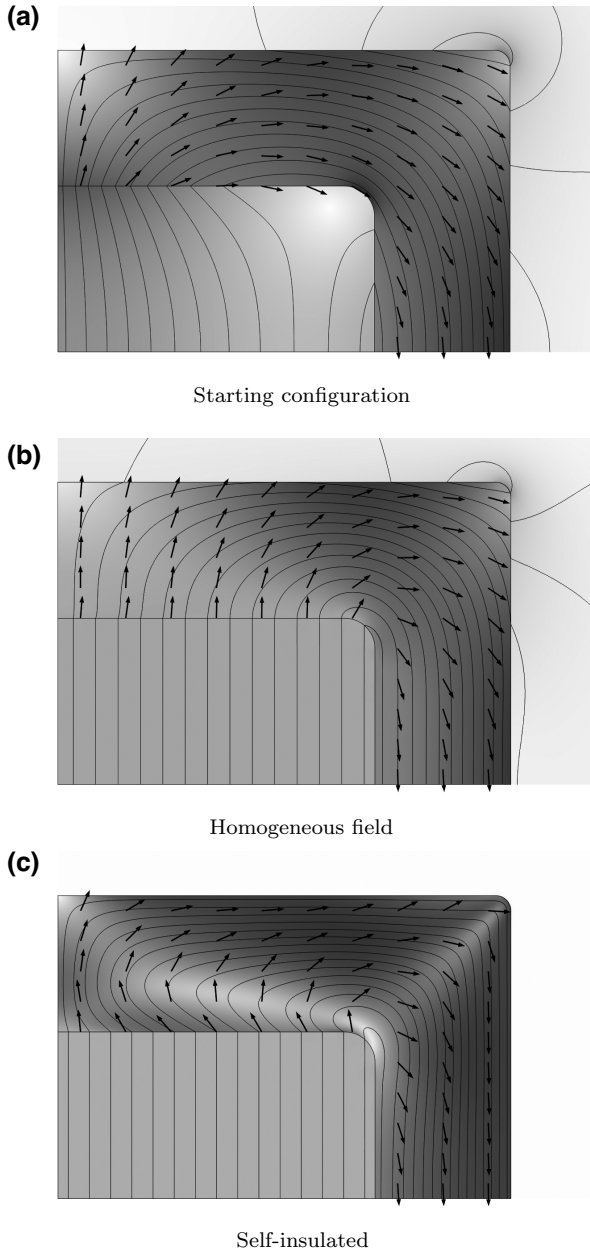 (a)
Starting configuration
(b)
Homogeneous field
(c)
Self-insulated